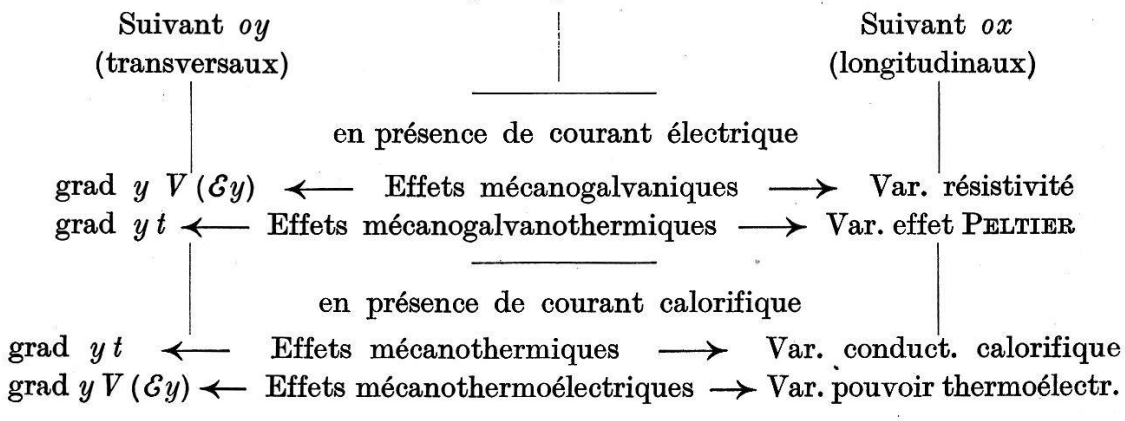 Suivant oy Suivant ox
(transversaux) (longitudinaux)
en présence de courant électrique
grad y V (ℰy) ⟵ Effets mécanogalvaniques ⟶ Var. résistivité
grad y t ⟵ Effets mécanogalvanothermiques ⟶ Var. effet PELTIER
en présence de courant calorifique
grad y t ⟵ Effets mécanothermiques ⟶ Var. conduct. calorifique
grad y V (ℰy) ⟵ Effets mécanothermoélectriques ⟶ Var. pouvoir thermoélectr.